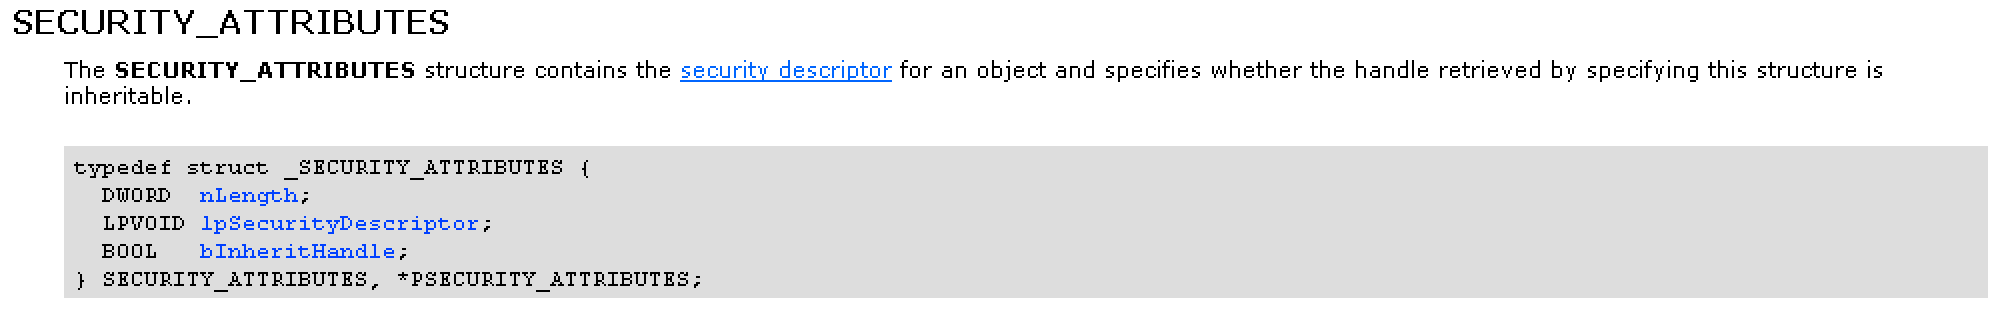 SECURITY_ATTRIBUTES
The SECURITY_ATTRIBUTES structure contains the security descriptor for an object and specifies whether the handle retrieved by specifying this structure is
inheritable.
typedef struct _SECURITY_ATTRIBUTES {
  DWORD  nLength;
  LPVOID lpSecurityDescriptor;
  BOOL   bInheritHandle;
} SECURITY_ATTRIBUTES, *PSECURITY_ATTRIBUTES;